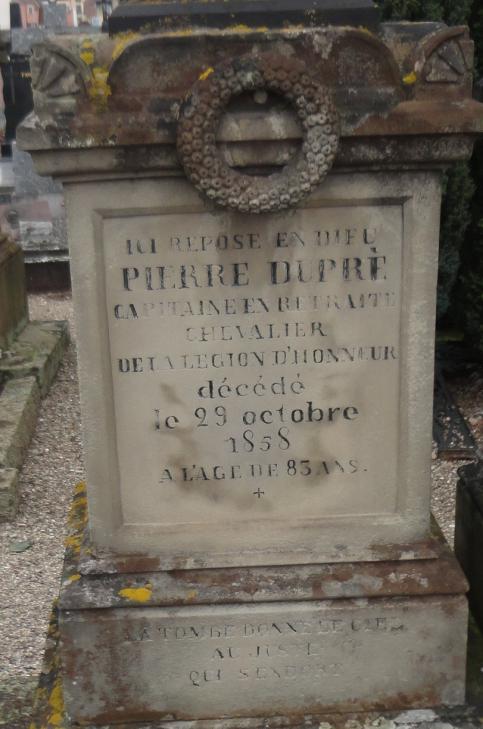 ICI REPOSE EN DIEU
PIERRE DUPRÈ
CAPITAINE EN RETRAITE
CHEVALIER
DE LA LEGION D'HONNEUR
décédé
le 29 octobre
1858
A L'AGE DE 83 ANS.
LA TOMBE DONNE LE CIEL
AU JUSTE
QUI S'ENDORT